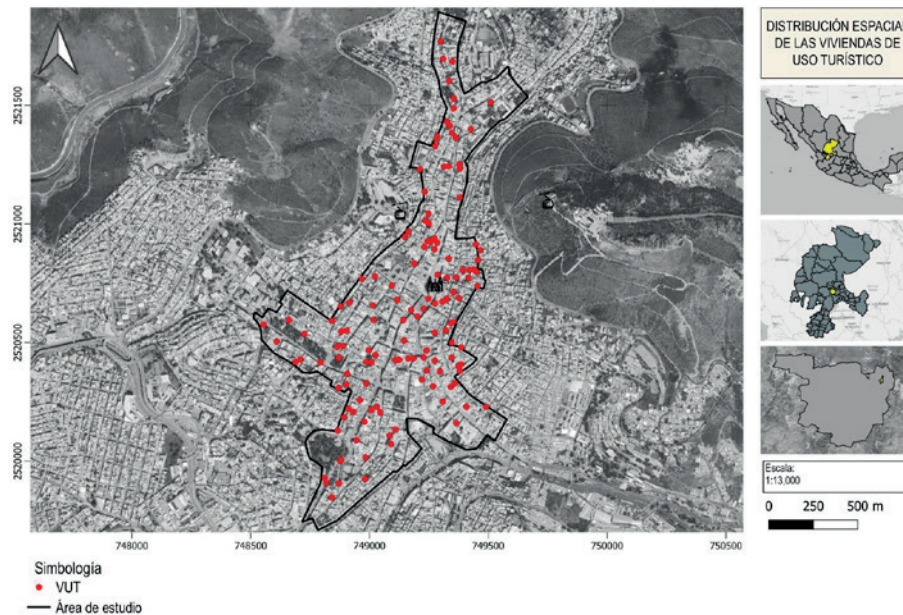 DISTRIBUCIÓN ESPACIAL
DE LAS VIVIENDAS DE
USO TURÍSTICO
2521500
2521000
2520500
2520000
748000
748500
749000
749500
750000
750500
Escala:
1:13,000
0 250 500 m
Simbología
VUT
Área de estudio